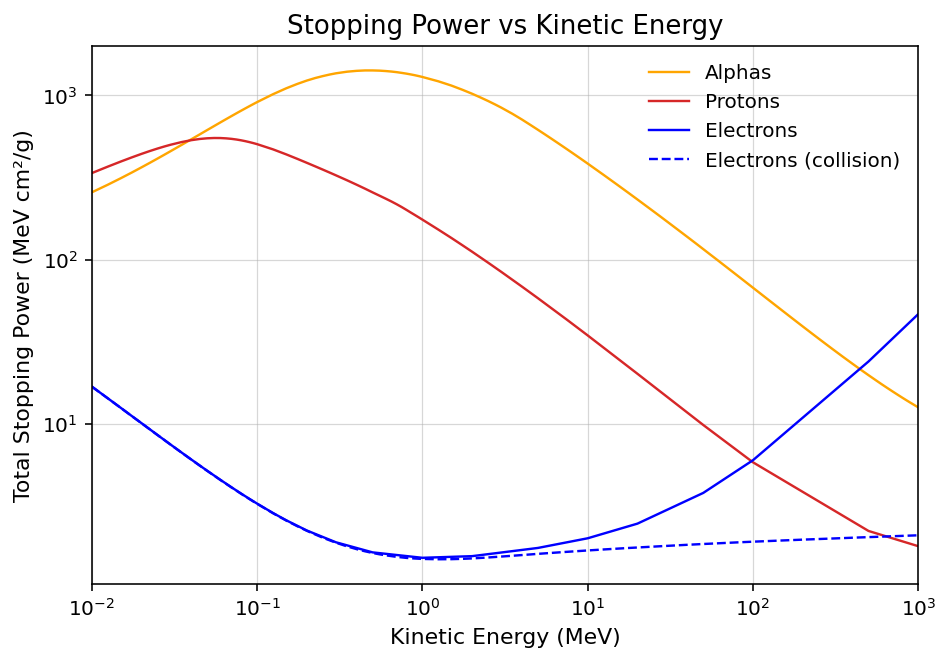 Stopping Power vs Kinetic Energy
Total Stopping Power (MeV cm²/g)
10³
10²
10¹
Alphas
Protons
Electrons
Electrons (collision)
10⁻² 10⁻¹ 10⁰ 10¹ 10² 10³
Kinetic Energy (MeV)